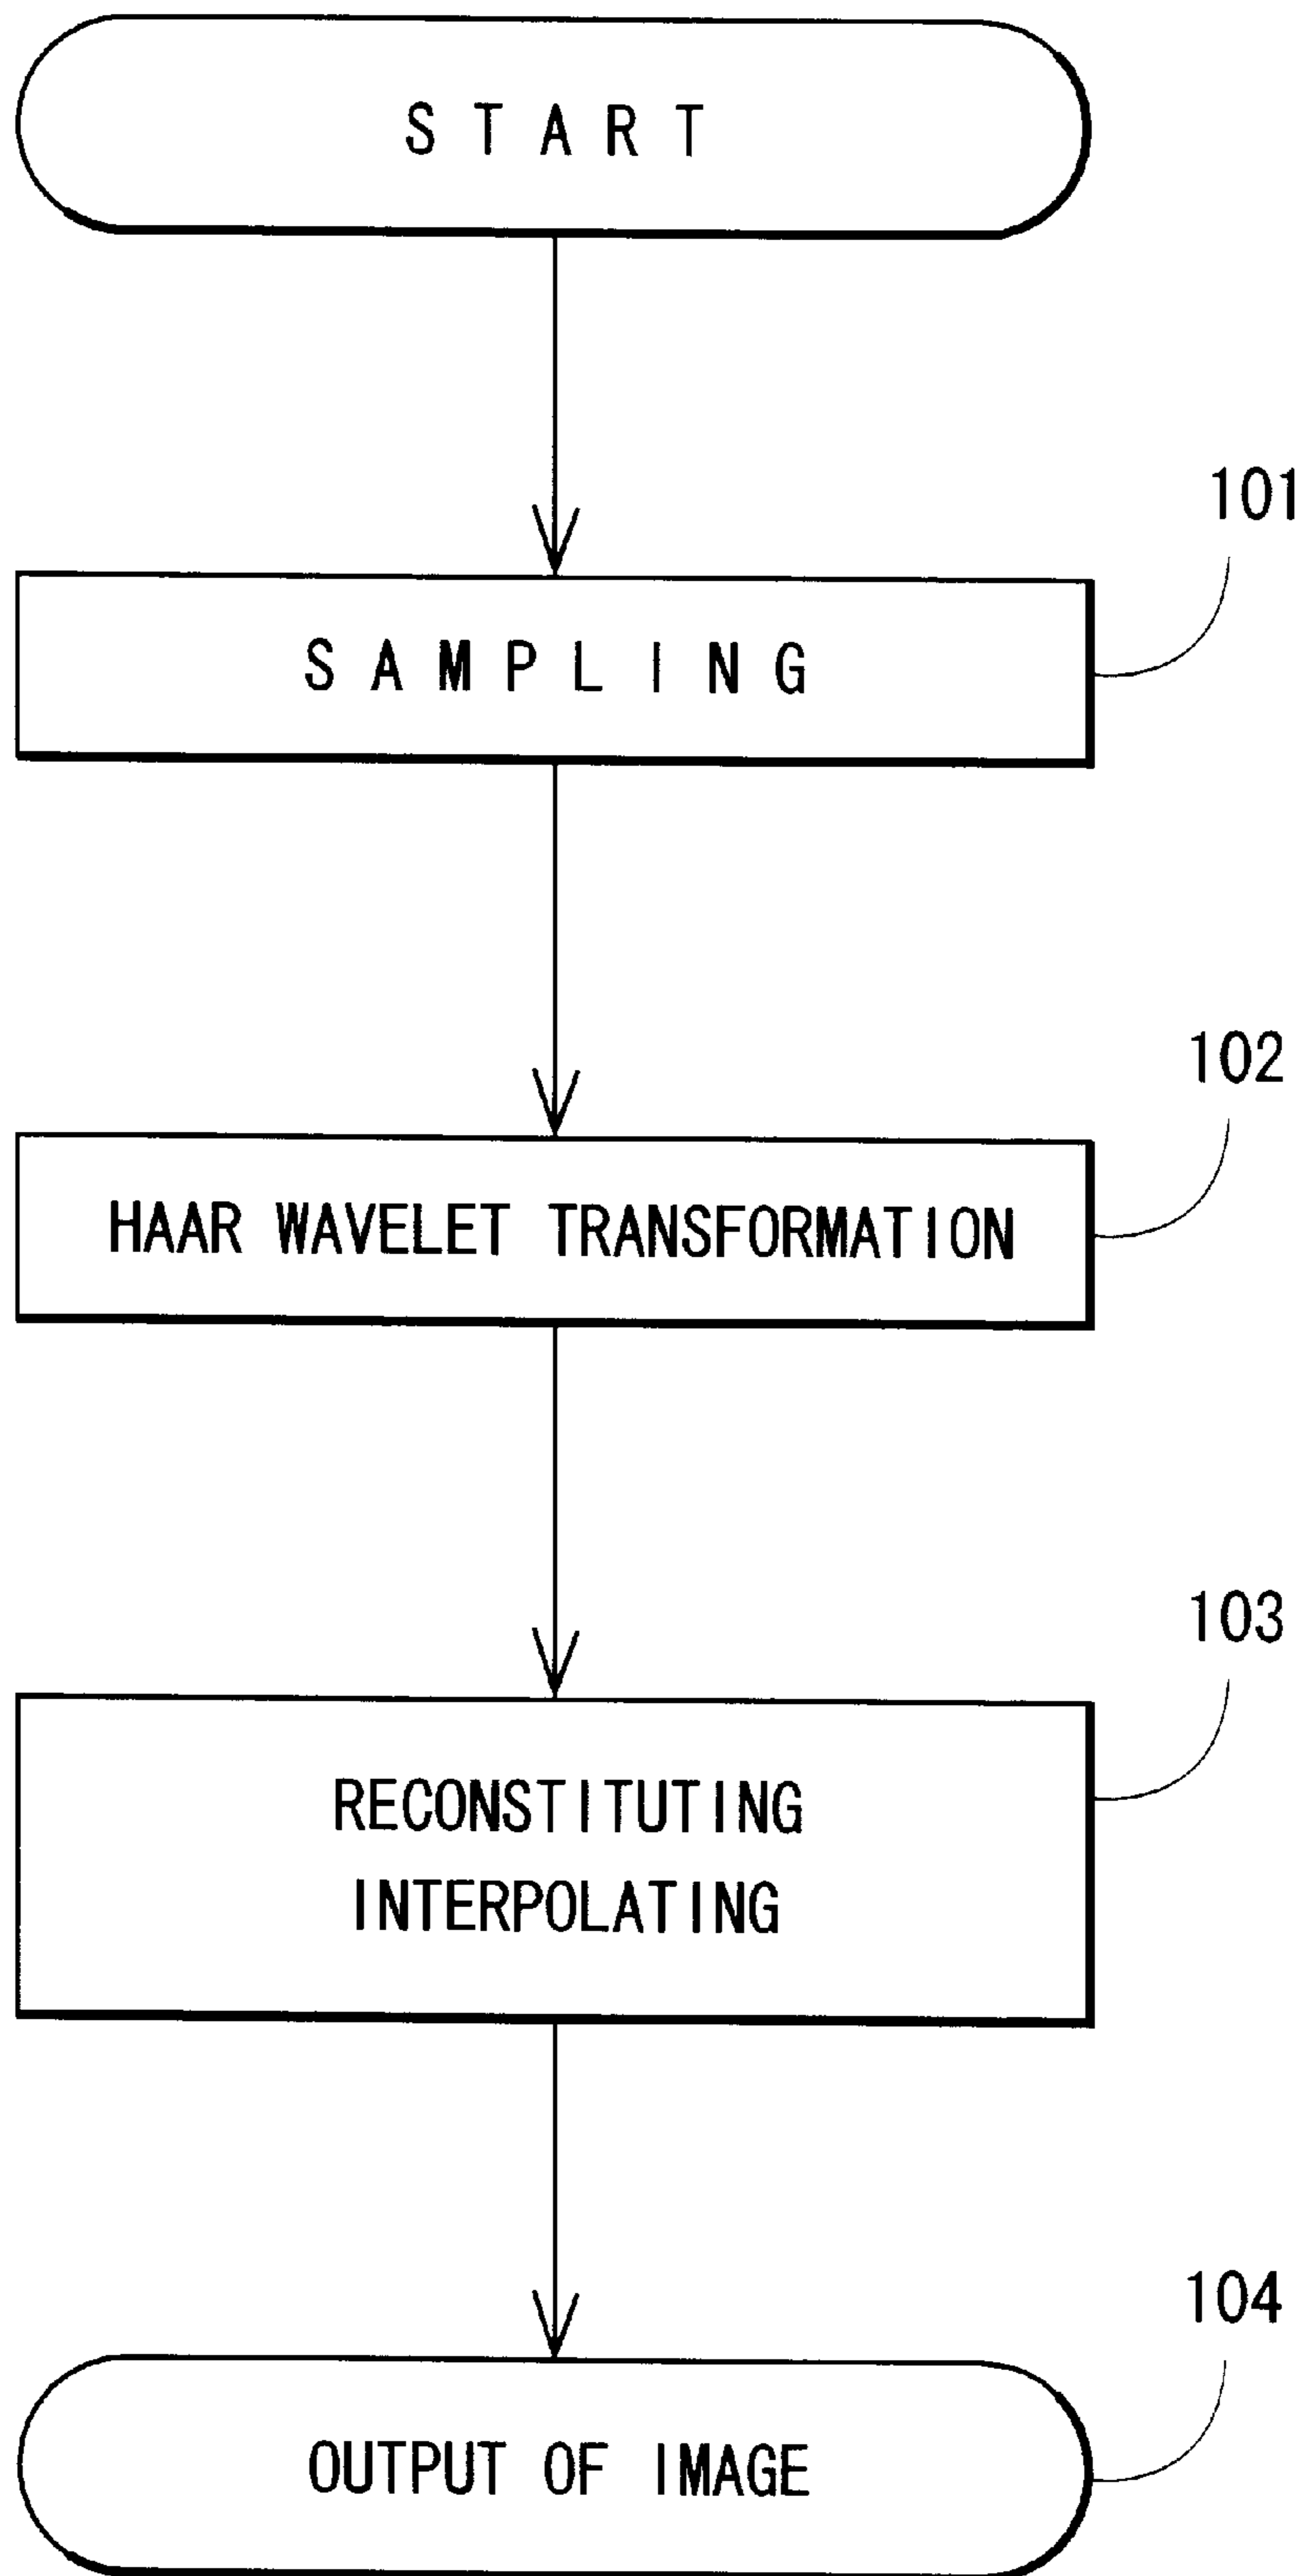 START
101
SAMPLING
102
HAAR WAVELET TRANSFORMATION
103
RECONSTITUTING
INTERPOLATING
104
OUTPUT OF IMAGE